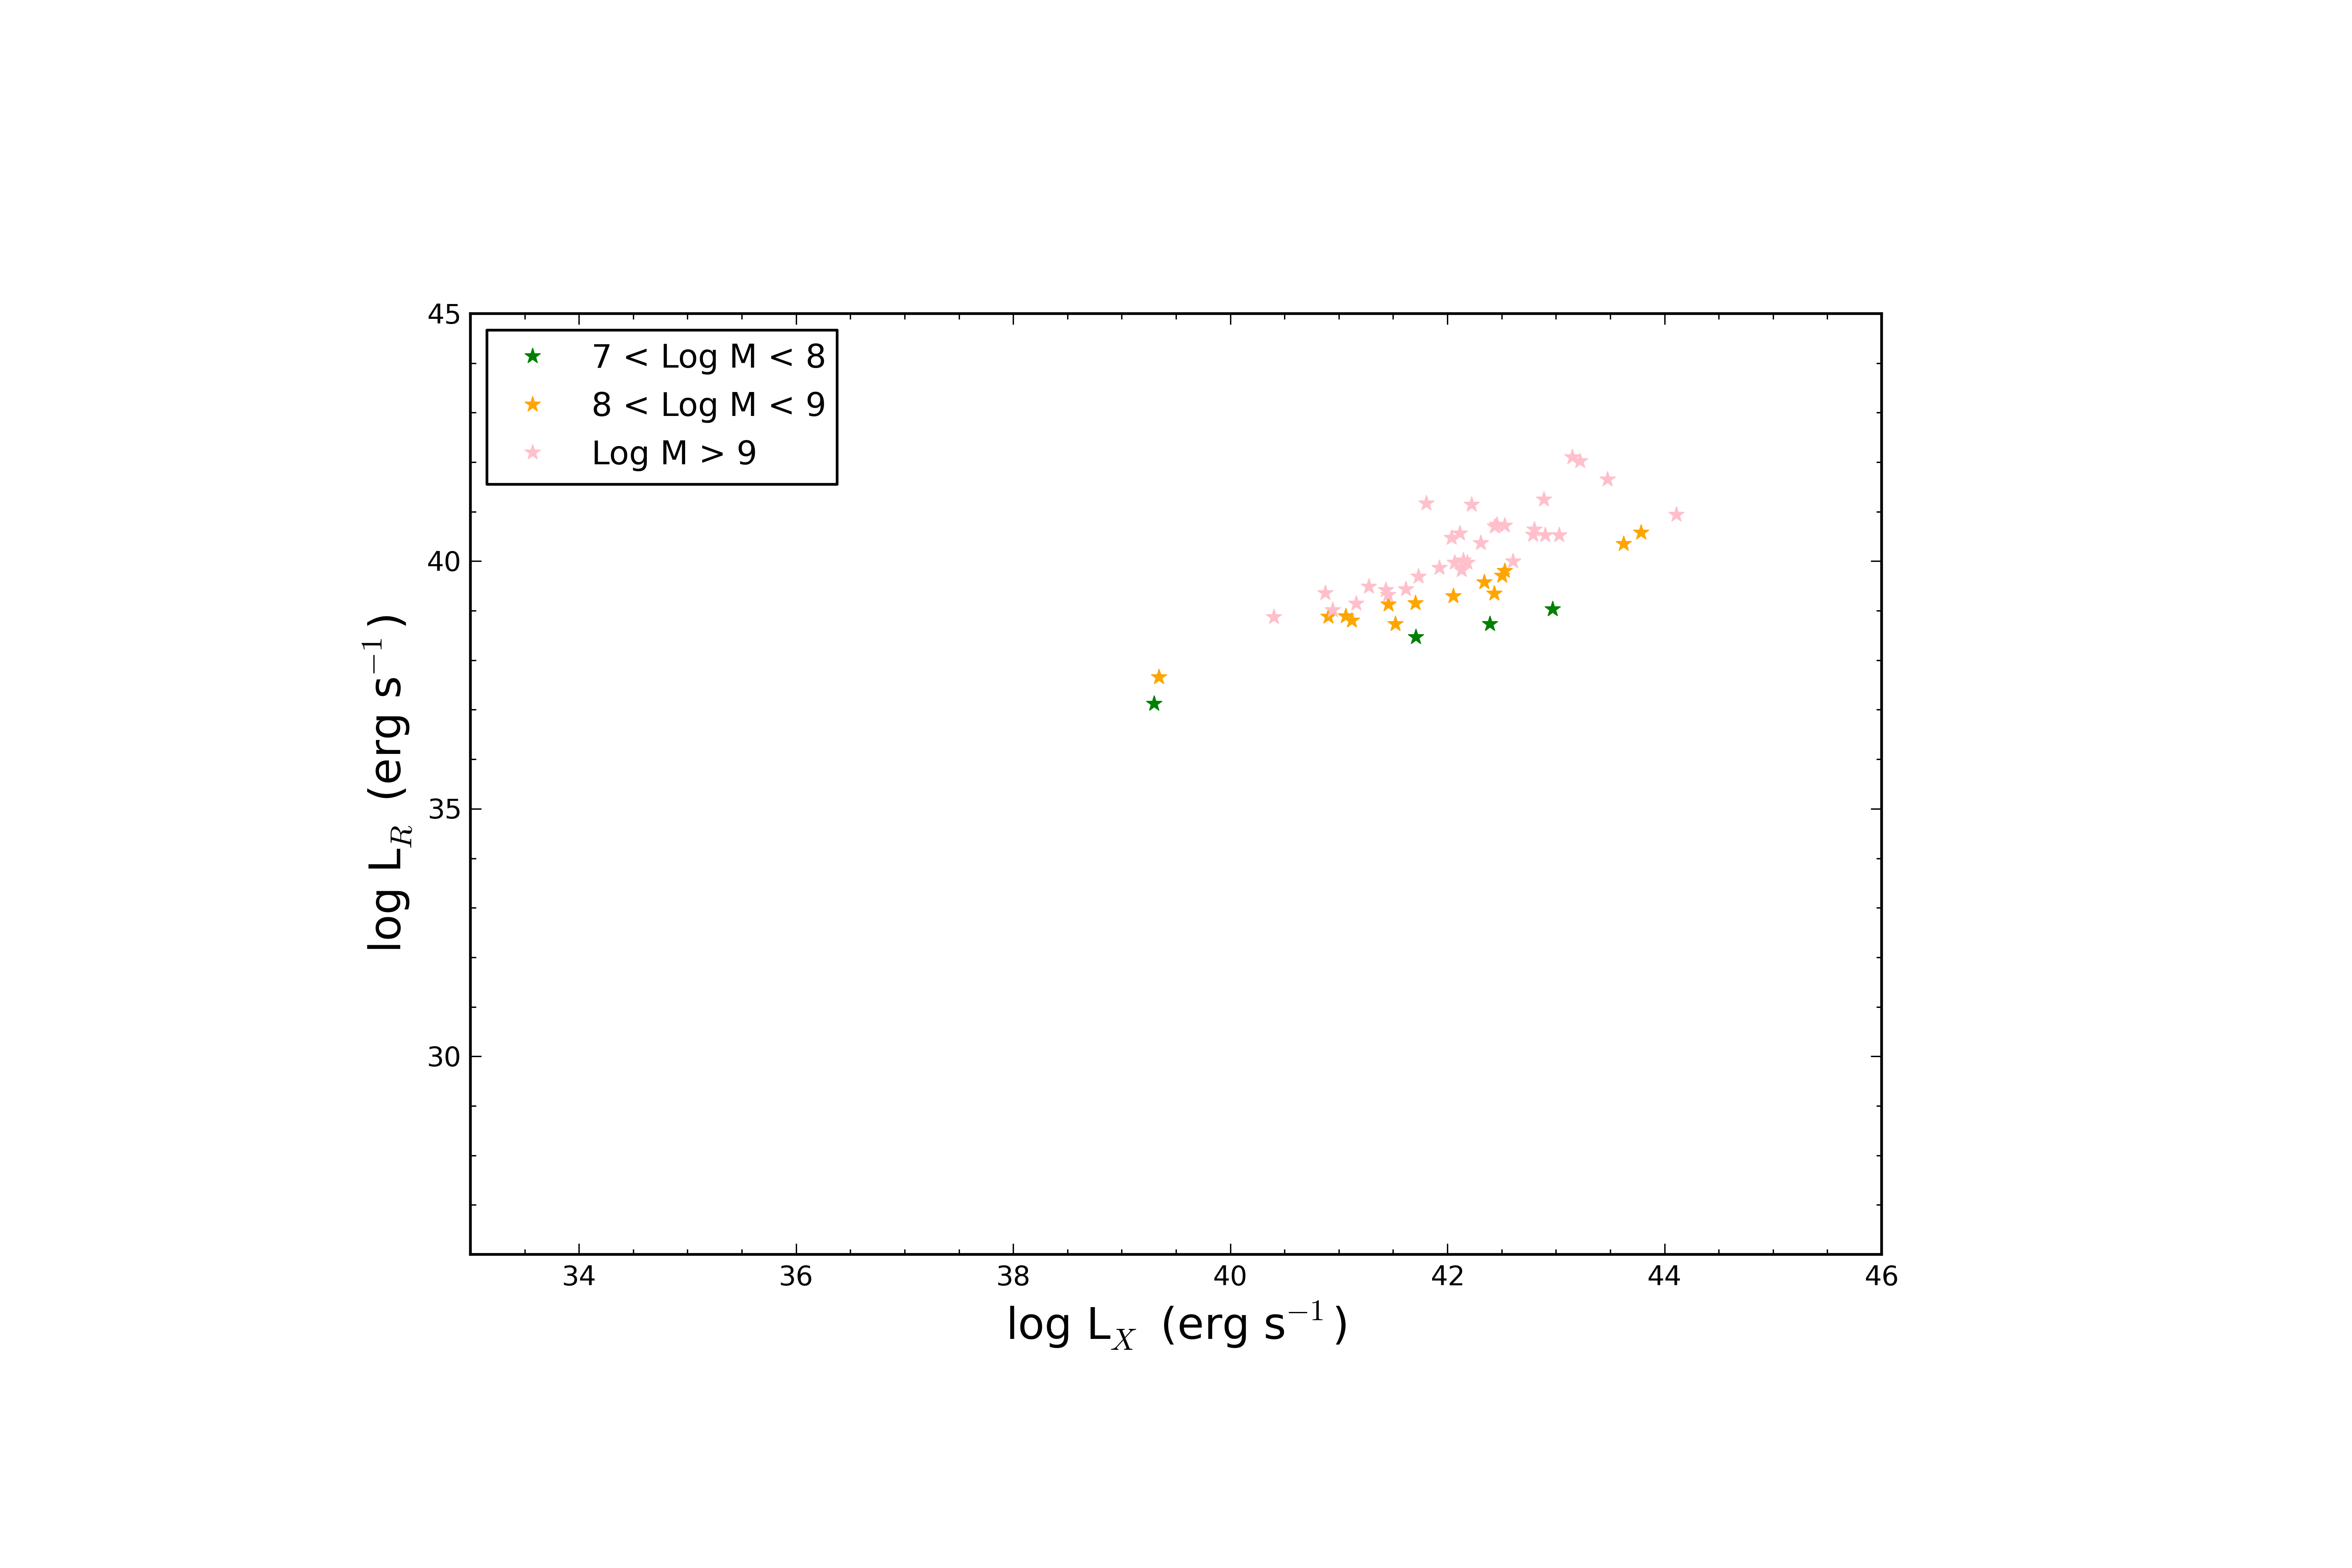 45
7 < Log M < 8
8 < Log M < 9
Log M > 9
40
35
30
log L_R (erg s^{-1})
34 36 38 40 42 44 46
log L_X (erg s^{-1})